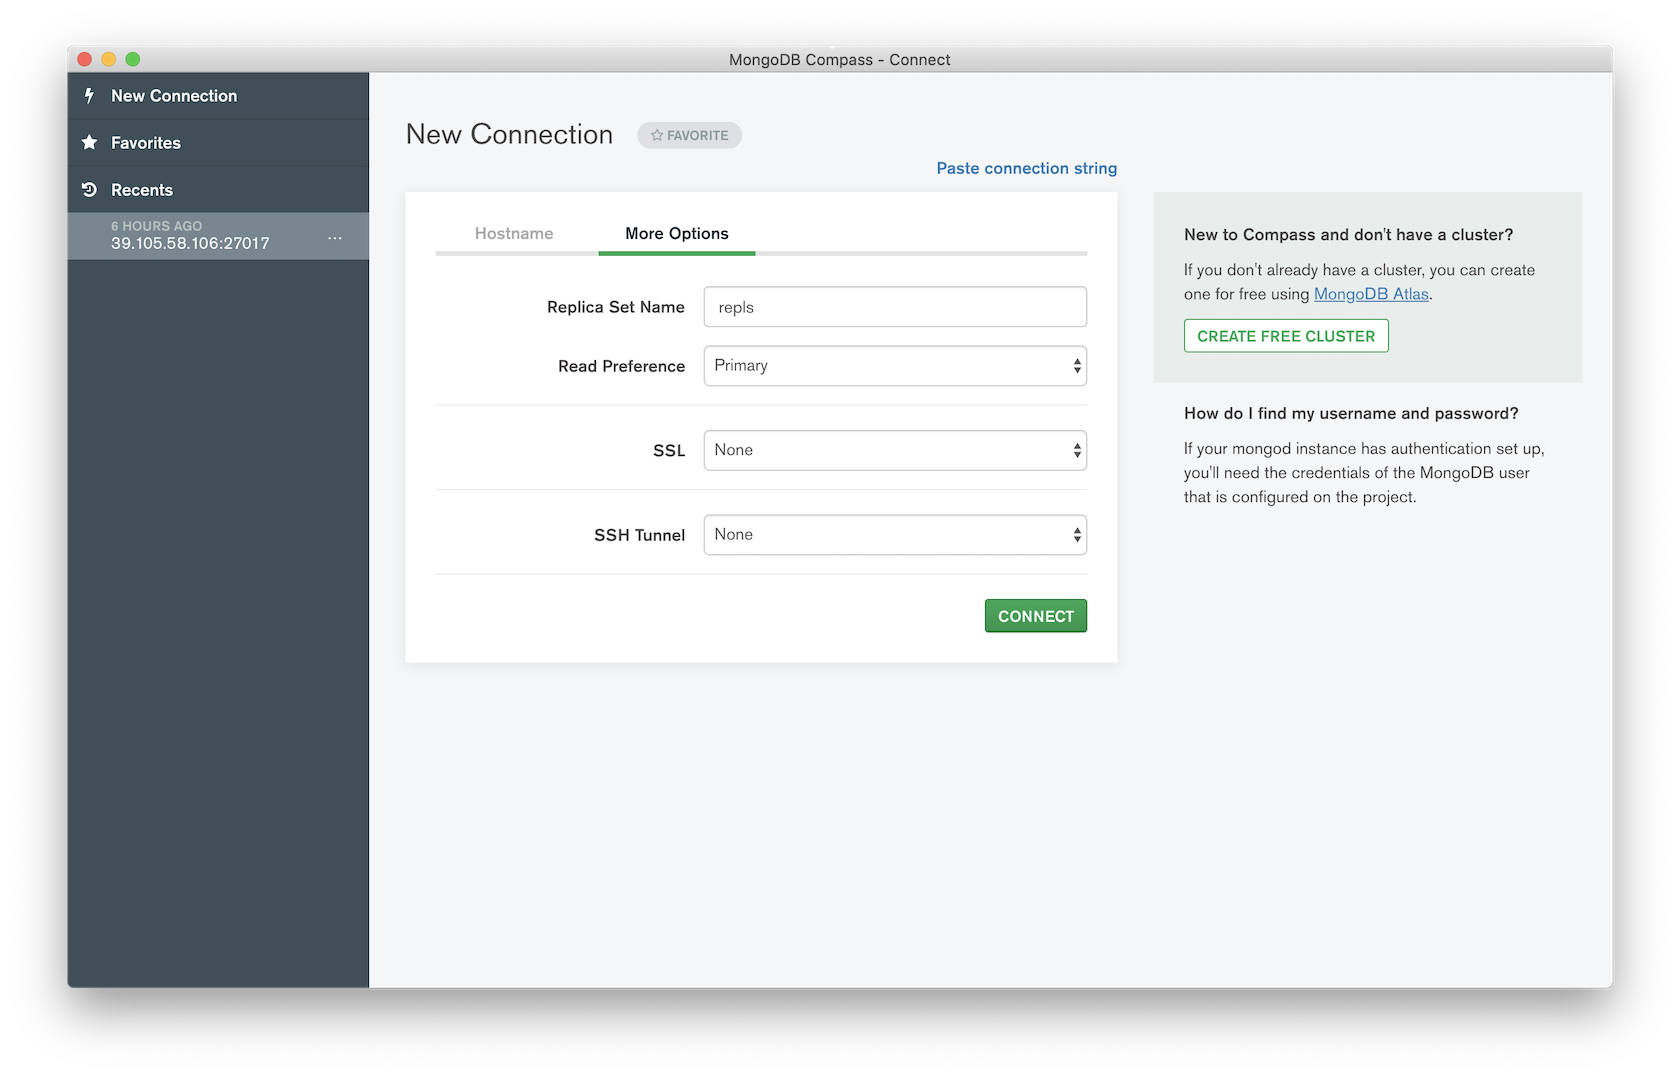 MongoDB Compass - Connect
New Connection
Favorites
Recents
6 HOURS AGO
39.105.58.106:27017
...
New Connection
FAVORITE
Paste connection string
Hostname
More Options
Replica Set Name
repls
Read Preference
Primary
SSL
None
SSH Tunnel
None
CONNECT
New to Compass and don't have a cluster?
If you don't already have a cluster, you can create
one for free using MongoDB Atlas.
CREATE FREE CLUSTER
How do I find my username and password?
If your mongod instance has authentication set up,
you'll need the credentials of the MongoDB user
that is configured on the project.